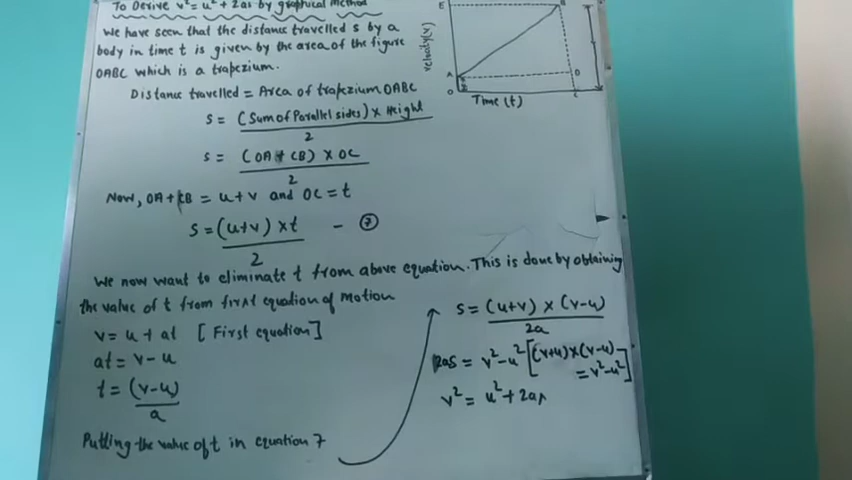 To Derive v² = u² + 2as by graphical Method
We have seen that the distance travelled s by a
body in time t is given by the area of the figure
OABC which is a trapezium.
Distance travelled = Area of trapezium OABC
s = (Sum of Parallel sides) × Height
2
s = (OA + CB) × OC
2
Now, OA + CB = u+v and OC = t
s = (u+v) × t - ⑦
2
We now want to eliminate t from above equation. This is done by obtaining
the value of t from first equation of Motion
v = u + at [First equation]
at = v - u
t = (v-u)
a
Putting the value of t in equation 7
s = (u+v) × (v-u)
2a
2as = v² - u² [(v+u)×(v-u)
= v²-u²]
v² = u² + 2as
E
B
velocity(v)
A
D
O
C
Time (t)